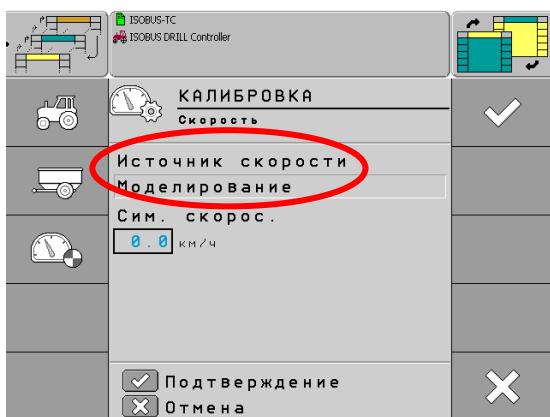 ISOBUS-TC
ISOBUS DRILL Controller
КАЛИБРОВКА
Скорость
Источник скорости
Моделирование
Сим. скорос.
0.0 км/ч
Подтверждение
Отмена